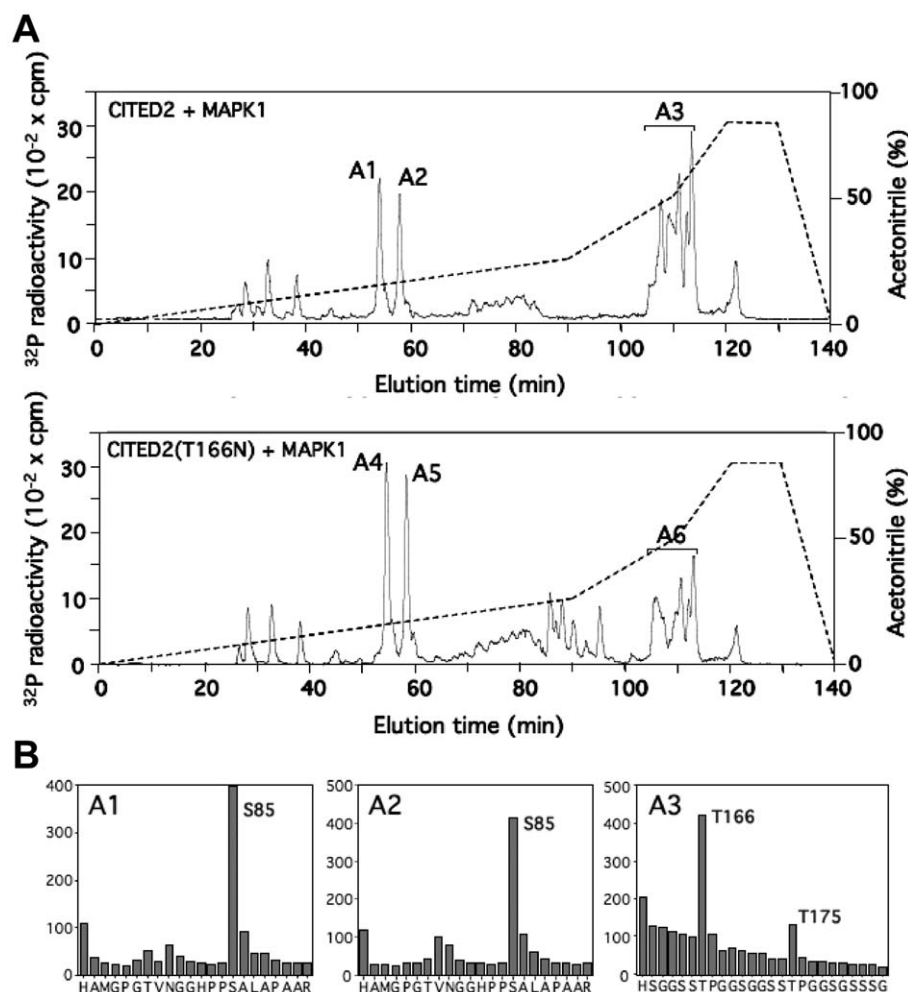 A
CITED2 + MAPK1
A1
A2
A3
³²P radioactivity (10⁻² x cpm)
30
20
10
0
100
50
0
Acetonitrile (%)
0 20 40 60 80 100 120 140
Elution time (min)
CITED2(T166N) + MAPK1
A4
A5
A6
³²P radioactivity (10⁻² x cpm)
30
20
10
0
100
50
0
Acetonitrile (%)
0 20 40 60 80 100 120 140
Elution time (min)
B
A1
S85
400
300
200
100
0
HAMGPGTVNGGHPPSALAPAAR
A2
S85
500
400
300
200
100
0
HAMGPGTVNGGHPPSALAPAAR
A3
T166
T175
500
400
300
200
100
0
HSGGSSTPGGSGGSSTPGGSGSSSG